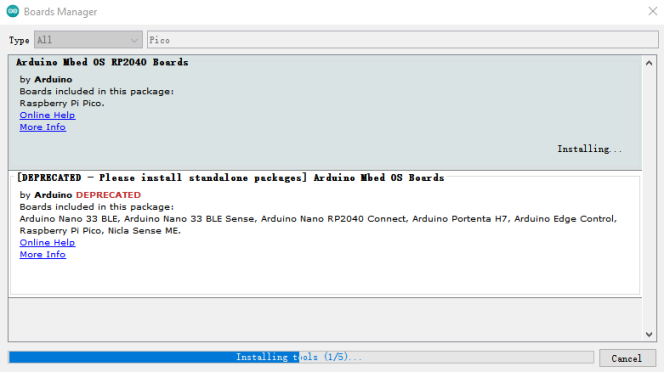 Boards Manager
Type All Pico
Arduino Mbed OS RP2040 Boards
by Arduino
Boards included in this package:
Raspberry Pi Pico.
Online Help
More Info
Installing...
[DEPRECATED - Please install standalone packages] Arduino Mbed OS Boards
by Arduino DEPRECATED
Boards included in this package:
Arduino Nano 33 BLE, Arduino Nano 33 BLE Sense, Arduino Nano RP2040 Connect, Arduino Portenta H7, Arduino Edge Control,
Raspberry Pi Pico, Nicla Sense ME.
Online Help
More Info
Installing tools (1/5)...
Cancel